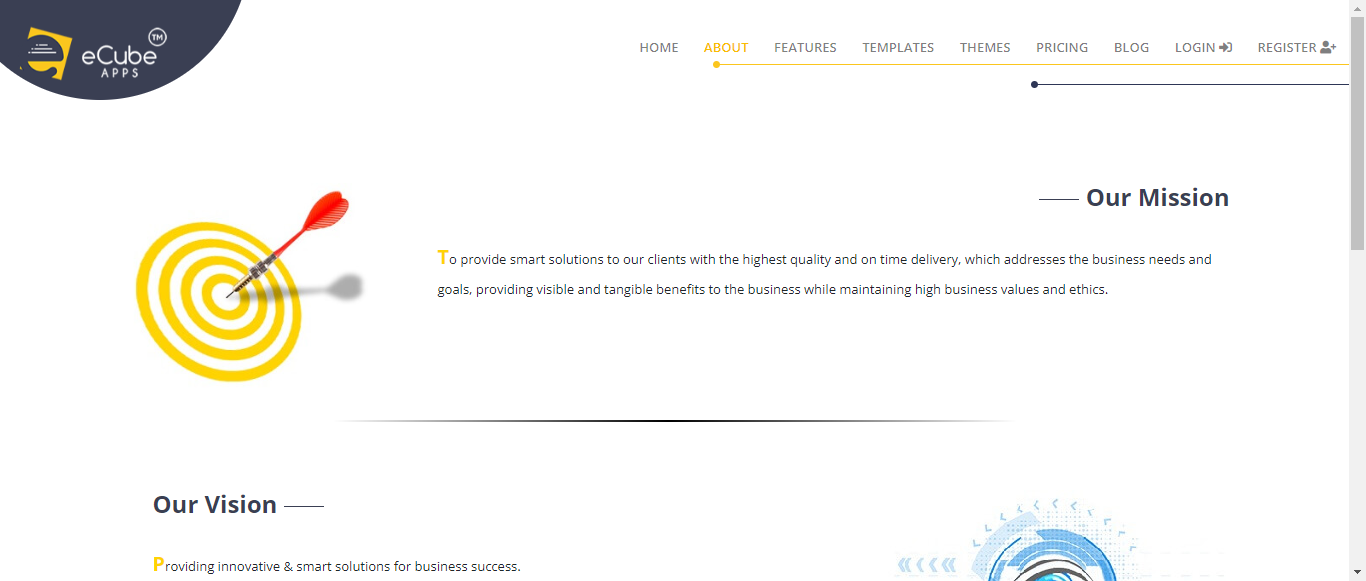 eCube TM
APPS
HOME ABOUT FEATURES TEMPLATES THEMES PRICING BLOG LOGIN REGISTER
Our Mission
To provide smart solutions to our clients with the highest quality and on time delivery, which addresses the business needs and
goals, providing visible and tangible benefits to the business while maintaining high business values and ethics.
Our Vision
Providing innovative & smart solutions for business success.